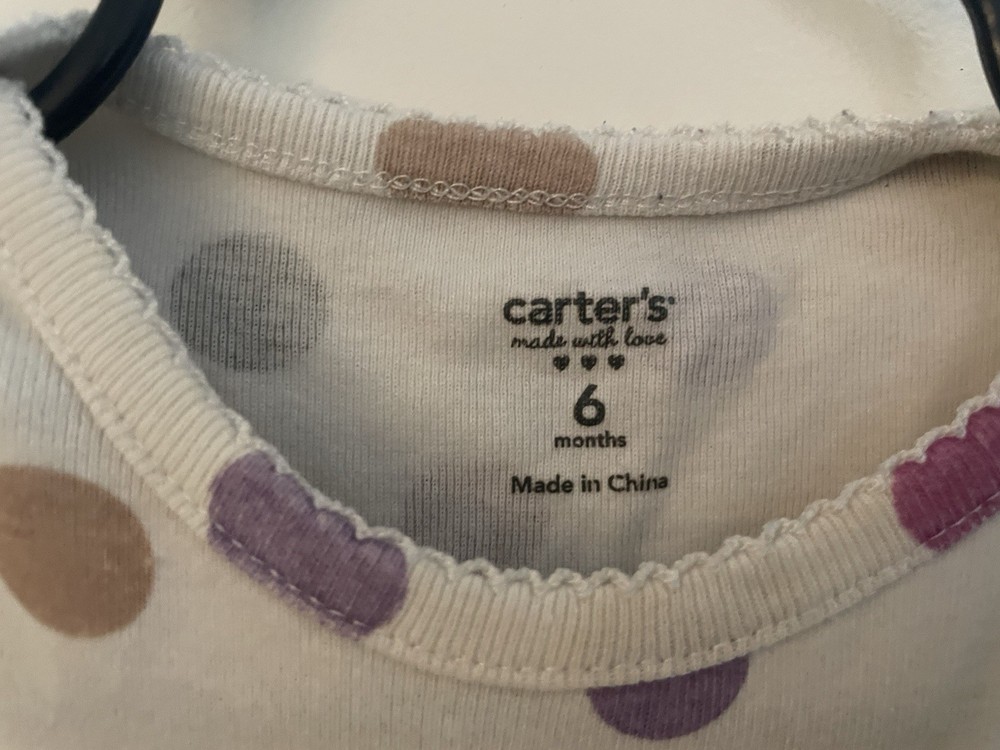 carter's
made with love
6
months
Made in China